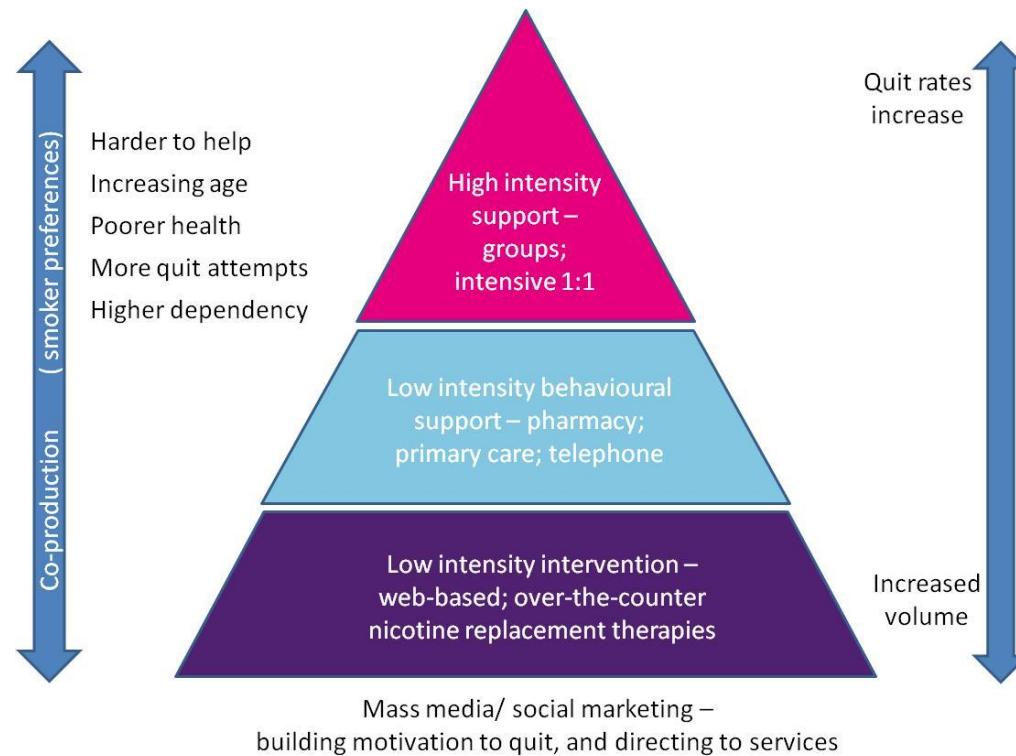 Co-production ( smoker preferences)
Harder to help
Increasing age
Poorer health
More quit attempts
Higher dependency
High intensity
support –
groups;
intensive 1:1
Low intensity behavioural
support – pharmacy;
primary care; telephone
Low intensity intervention –
web-based; over-the-counter
nicotine replacement therapies
Quit rates
increase
Increased
volume
Mass media/ social marketing –
building motivation to quit, and directing to services